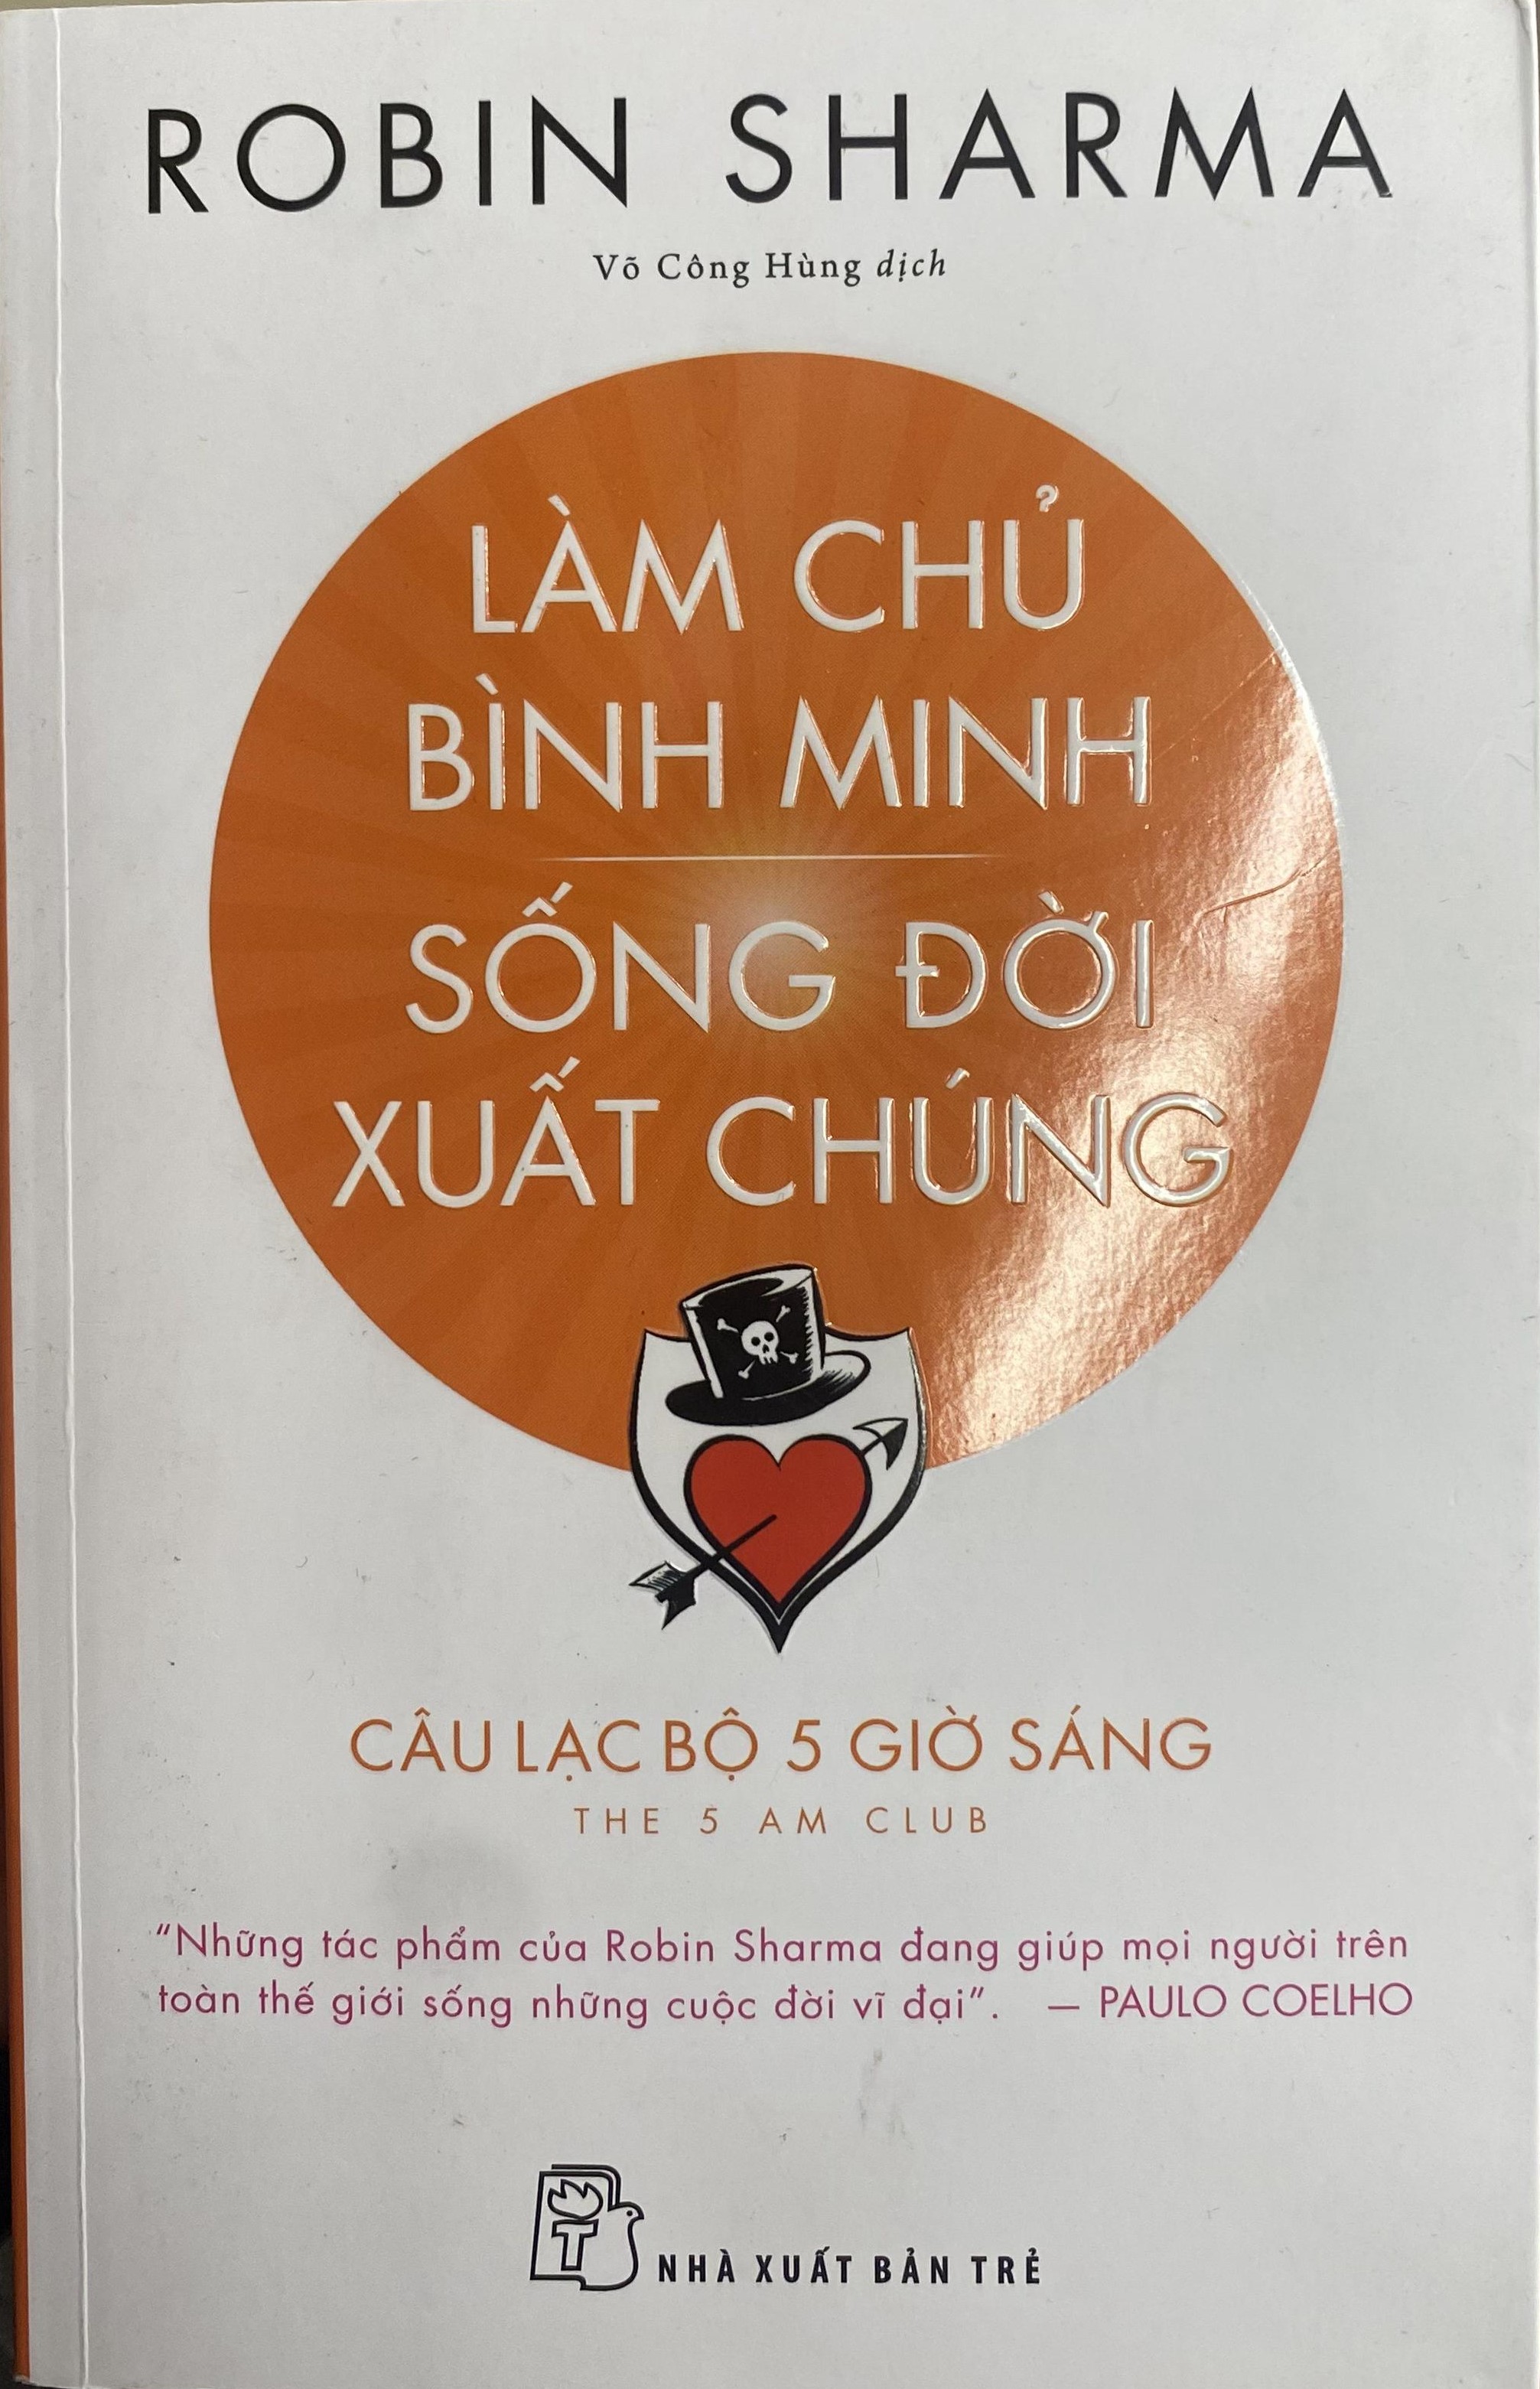 ROBIN SHARMA
Võ Công Hùng dịch
LÀM CHỦ
BÌNH MINH
SỐNG ĐỜI
XUẤT CHÚNG
CÂU LẠC BỘ 5 GIỜ SÁNG
THE 5 AM CLUB
“Những tác phẩm của Robin Sharma đang giúp mọi người trên
toàn thế giới sống những cuộc đời vĩ đại”. — PAULO COELHO
T
NHÀ XUẤT BẢN TRẺ